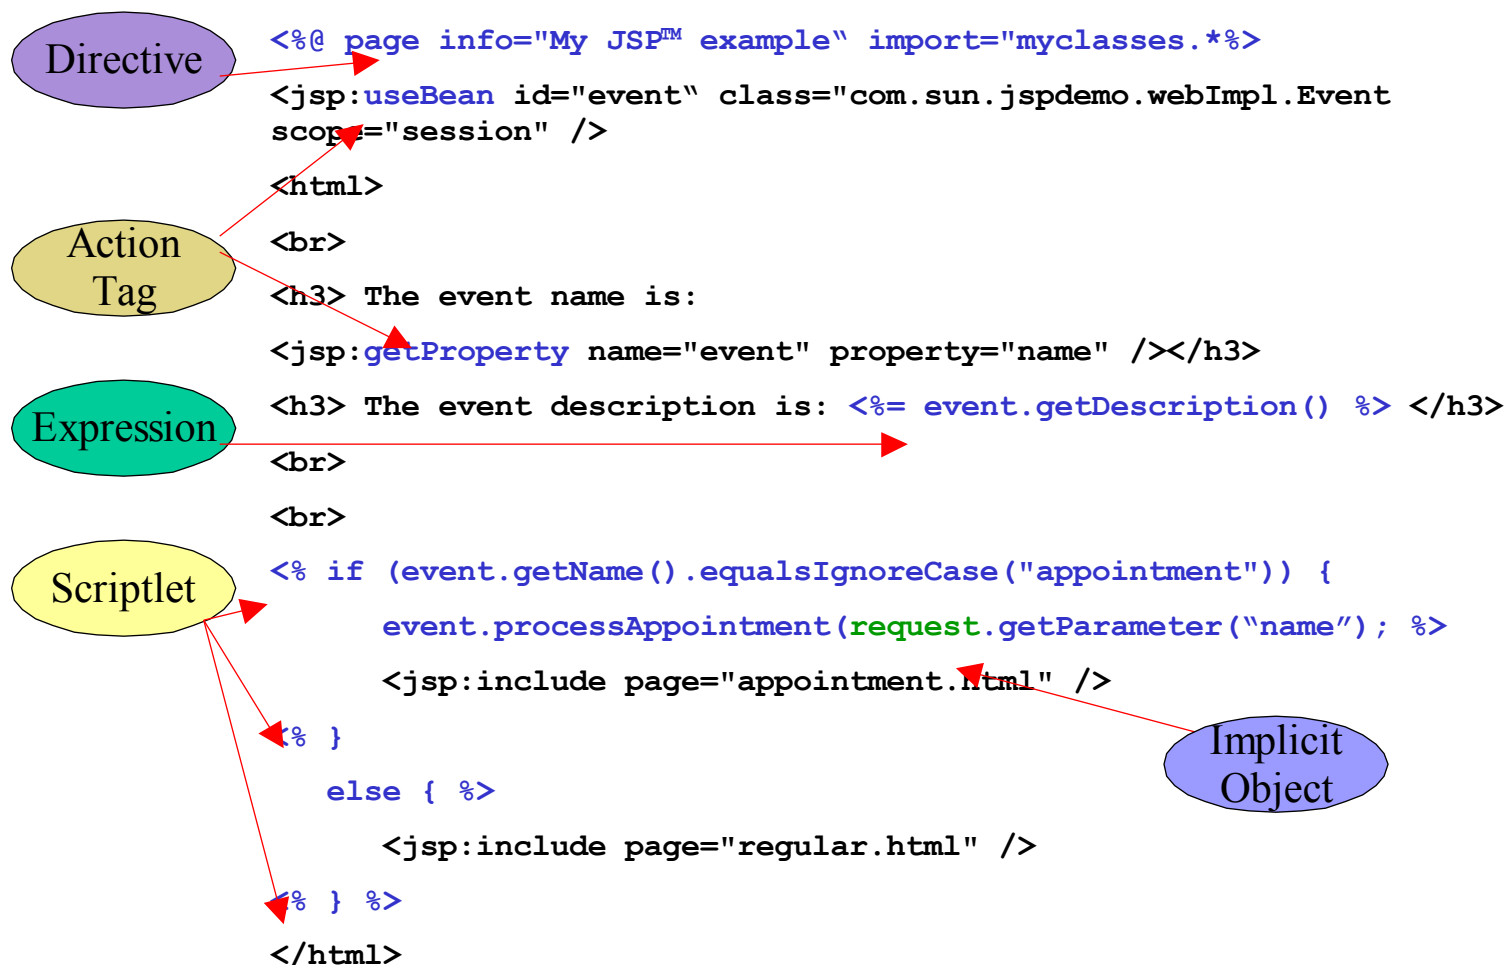 Directive
<%@ page info="My JSP™ example“ import="myclasses.*%>
<jsp:useBean id="event“ class="com.sun.jspdemo.webImpl.Event
scope="session" />
<html>
Action
Tag
<br>
<h3> The event name is:
<jsp:getProperty name="event" property="name" /></h3>
Expression
<h3> The event description is: <%= event.getDescription() %> </h3>
<br>
<br>
Scriptlet
<% if (event.getName().equalsIgnoreCase("appointment")) {
event.processAppointment(request.getParameter(“name”); %>
<jsp:include page="appointment.html" />
<% }
Implicit
Object
else { %>
<jsp:include page="regular.html" />
<% } %>
</html>